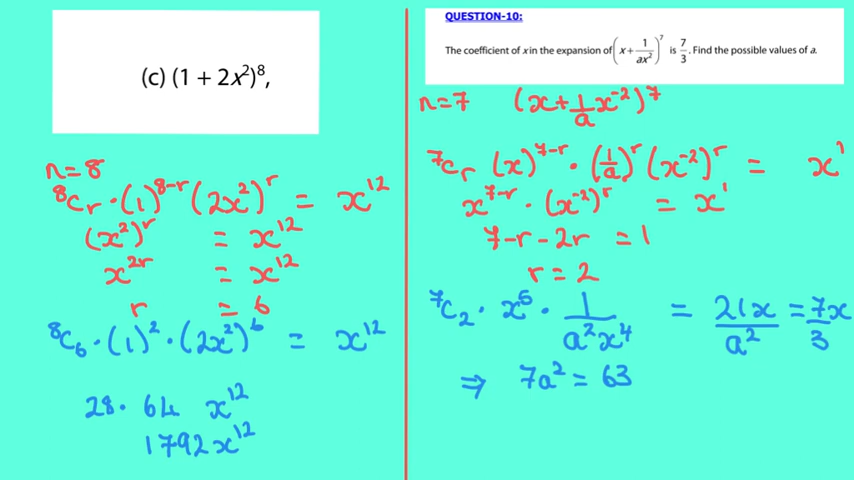 (c) (1 + 2x²)⁸,
n=8
⁸Cᵣ · (1)⁸⁻ʳ (2x²)ʳ = x¹²
(x²)ʳ = x¹²
x²ʳ = x¹²
r = 6
⁸C₆ · (1)² · (2x²)⁶ = x¹²
28 · 64 x¹²
1792x¹²
QUESTION-10:
The coefficient of x in the expansion of (x + 1/ax²)⁷ is 7/3. Find the possible values of a.
n=7 (x + 1/a x⁻²)⁷
⁷Cᵣ (x)⁷⁻ʳ · (1/a)ʳ (x⁻²)ʳ = x¹
x⁷⁻ʳ · (x⁻²)ʳ = x¹
7-r-2r = 1
r = 2
⁷C₂ · x⁵ · 1/a²x⁴ = 21x/a² = 7x/3
⇒ 7a² = 63